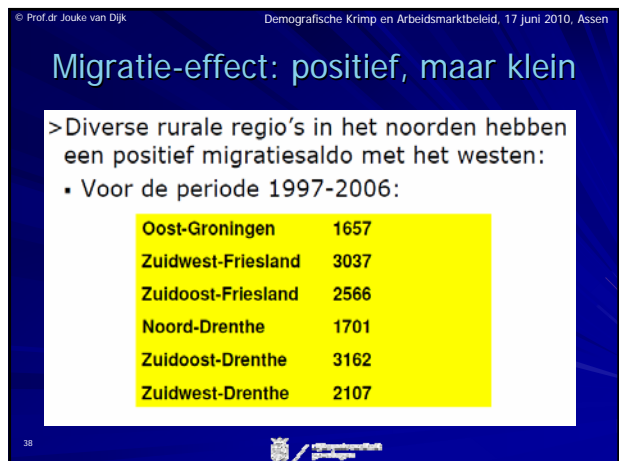 © Prof.dr Jouke van Dijk Demografische Krimp en Arbeidsmarktbeleid, 17 juni 2010, Assen
Migratie-effect: positief, maar klein
>Diverse rurale regio's in het noorden hebben
een positief migratiesaldo met het westen:
▪ Voor de periode 1997-2006:
Oost-Groningen 1657
Zuidwest-Friesland 3037
Zuidoost-Friesland 2566
Noord-Drenthe 1701
Zuidoost-Drenthe 3162
Zuidwest-Drenthe 2107
38